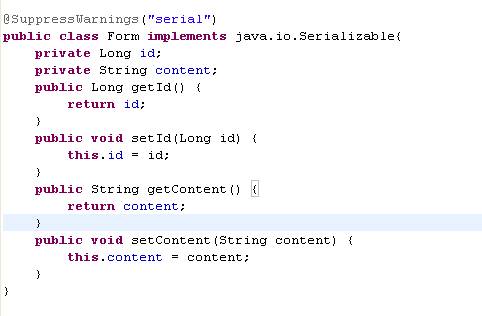 @SuppressWarnings("serial")
public class Form implements java.io.Serializable{
    private Long id;
    private String content;
    public Long getId() {
        return id;
    }
    public void setId(Long id) {
        this.id = id;
    }
    public String getContent() {
        return content;
    }
    public void setContent(String content) {
        this.content = content;
    }
}